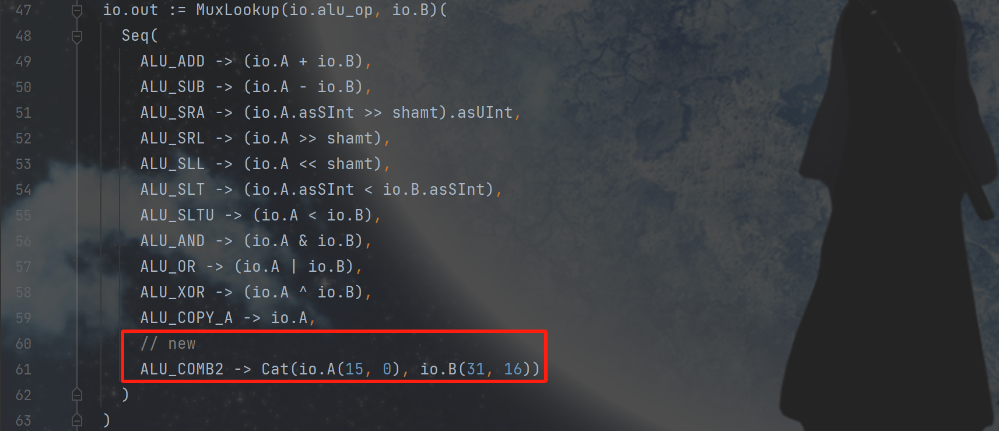 47 io.out := MuxLookup(io.alu_op, io.B)(
48 Seq(
49 ALU_ADD -> (io.A + io.B),
50 ALU_SUB -> (io.A - io.B),
51 ALU_SRA -> (io.A.asSInt >> shamt).asUInt,
52 ALU_SRL -> (io.A >> shamt),
53 ALU_SLL -> (io.A << shamt),
54 ALU_SLT -> (io.A.asSInt < io.B.asSInt),
55 ALU_SLTU -> (io.A < io.B),
56 ALU_AND -> (io.A & io.B),
57 ALU_OR -> (io.A | io.B),
58 ALU_XOR -> (io.A ^ io.B),
59 ALU_COPY_A -> io.A,
60 // new
61 ALU_COMB2 -> Cat(io.A(15, 0), io.B(31, 16))
62 )
63 )